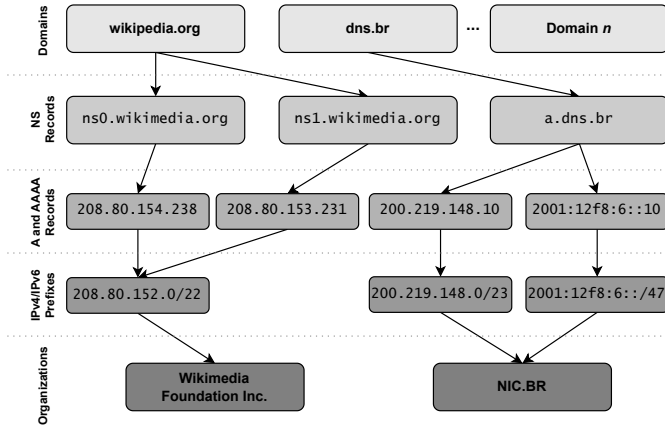 Domains
wikipedia.org
dns.br
...
Domain n
NS
Records
ns0.wikimedia.org
ns1.wikimedia.org
a.dns.br
A and AAAA
Records
208.80.154.238
208.80.153.231
200.219.148.10
2001:12f8:6::10
IPv4/IPv6
Prefixes
208.80.152.0/22
200.219.148.0/23
2001:12f8:6::/47
Organizations
Wikimedia
Foundation Inc.
NIC.BR